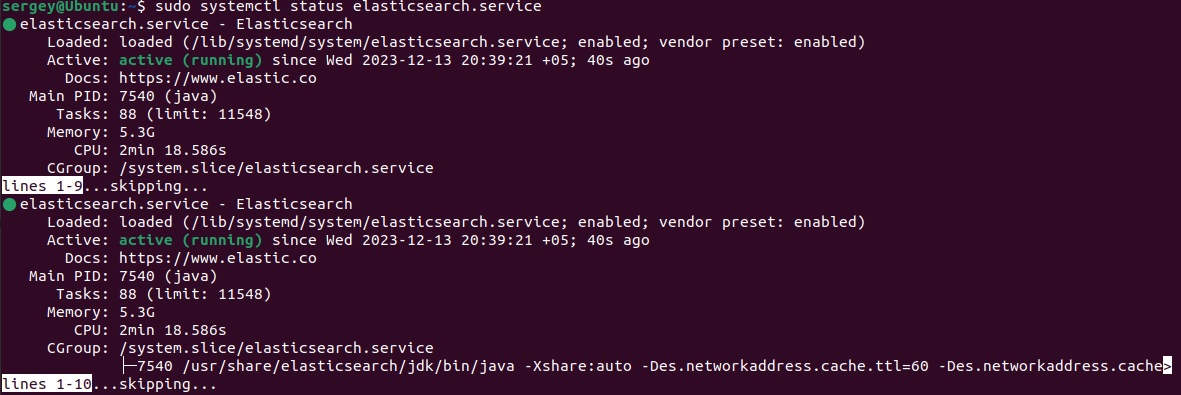 sergey@Ubuntu:~$ sudo systemctl status elasticsearch.service
● elasticsearch.service - Elasticsearch
     Loaded: loaded (/lib/systemd/system/elasticsearch.service; enabled; vendor preset: enabled)
     Active: active (running) since Wed 2023-12-13 20:39:21 +05; 40s ago
       Docs: https://www.elastic.co
   Main PID: 7540 (java)
      Tasks: 88 (limit: 11548)
     Memory: 5.3G
        CPU: 2min 18.586s
     CGroup: /system.slice/elasticsearch.service
lines 1-9...skipping...
● elasticsearch.service - Elasticsearch
     Loaded: loaded (/lib/systemd/system/elasticsearch.service; enabled; vendor preset: enabled)
     Active: active (running) since Wed 2023-12-13 20:39:21 +05; 40s ago
       Docs: https://www.elastic.co
   Main PID: 7540 (java)
      Tasks: 88 (limit: 11548)
     Memory: 5.3G
        CPU: 2min 18.586s
     CGroup: /system.slice/elasticsearch.service
             ├─7540 /usr/share/elasticsearch/jdk/bin/java -Xshare:auto -Des.networkaddress.cache.ttl=60 -Des.networkaddress.cache>
lines 1-10...skipping...